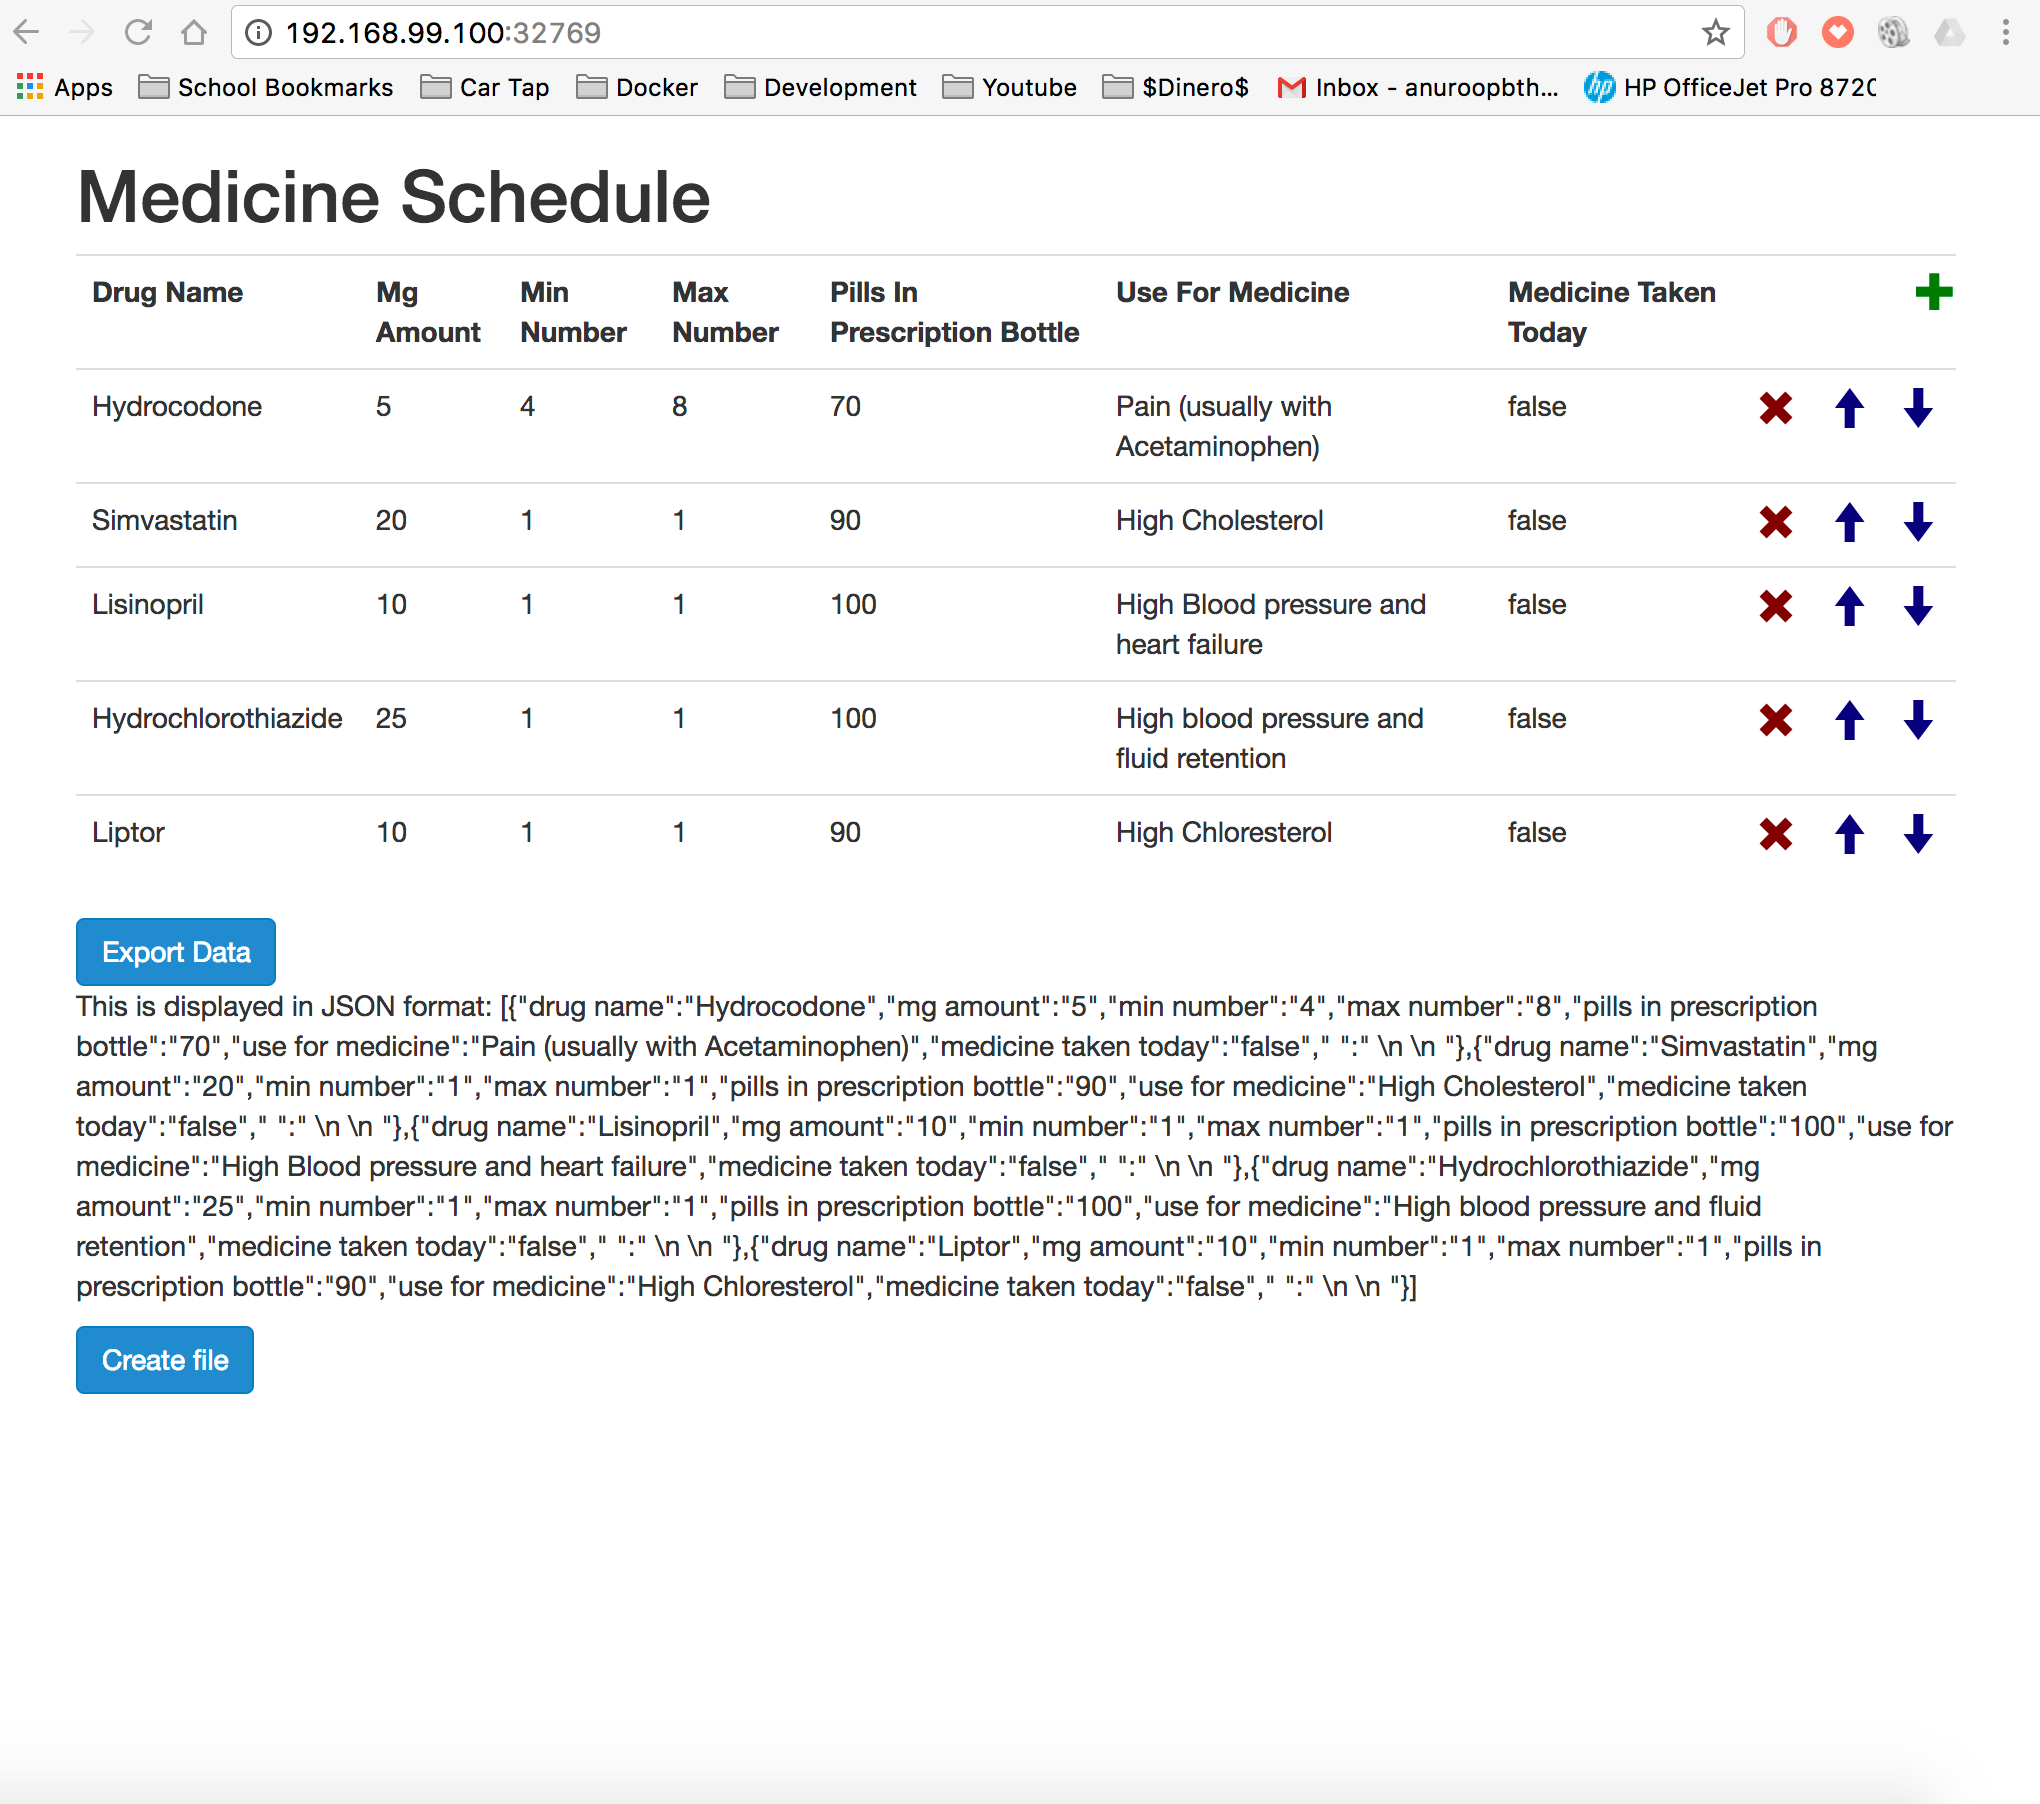 192.168.99.100:32769
Apps School Bookmarks Car Tap Docker Development Youtube $Dinero$ Inbox - anuroopbth... HP OfficeJet Pro 8720
Medicine Schedule
Drug Name Mg Amount Min Number Max Number Pills In Prescription Bottle Use For Medicine Medicine Taken Today
Hydrocodone 5 4 8 70 Pain (usually with Acetaminophen) false
Simvastatin 20 1 1 90 High Cholesterol false
Lisinopril 10 1 1 100 High Blood pressure and heart failure false
Hydrochlorothiazide 25 1 1 100 High blood pressure and fluid retention false
Liptor 10 1 1 90 High Chloresterol false
Export Data
This is displayed in JSON format: [{"drug name":"Hydrocodone","mg amount":"5","min number":"4","max number":"8","pills in prescription
bottle":"70","use for medicine":"Pain (usually with Acetaminophen)","medicine taken today":"false"," ":" \n \n "},{"drug name":"Simvastatin","mg
amount":"20","min number":"1","max number":"1","pills in prescription bottle":"90","use for medicine":"High Cholesterol","medicine taken
today":"false"," ":" \n \n "},{"drug name":"Lisinopril","mg amount":"10","min number":"1","max number":"1","pills in prescription bottle":"100","use for
medicine":"High Blood pressure and heart failure","medicine taken today":"false"," ":" \n \n "},{"drug name":"Hydrochlorothiazide","mg
amount":"25","min number":"1","max number":"1","pills in prescription bottle":"100","use for medicine":"High blood pressure and fluid
retention","medicine taken today":"false"," ":" \n \n "},{"drug name":"Liptor","mg amount":"10","min number":"1","max number":"1","pills in
prescription bottle":"90","use for medicine":"High Chloresterol","medicine taken today":"false"," ":" \n \n "}]
Create file